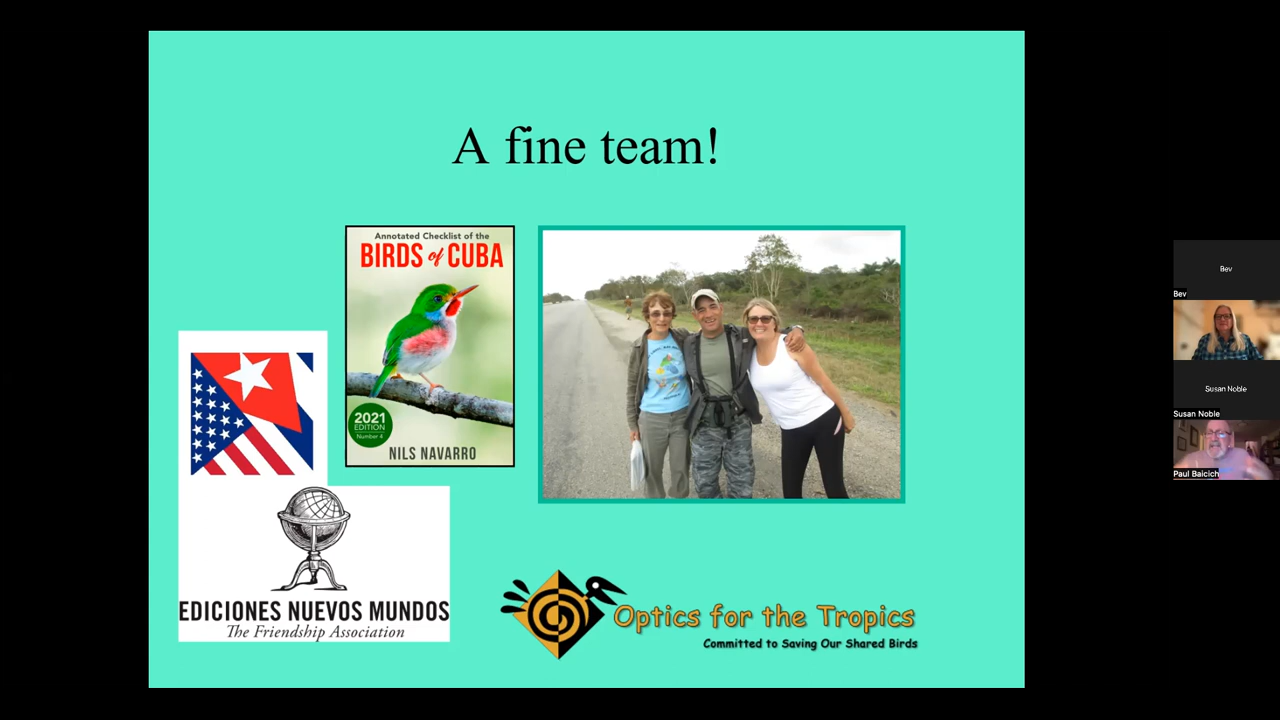 A fine team!
Annotated Checklist of the
BIRDS of CUBA
2021
EDITION
Number 4
NILS NAVARRO
EDICIONES NUEVOS MUNDOS
The Friendship Association
Optics for the Tropics
Committed to Saving Our Shared Birds
Bev
Bev
Susan Noble
Susan Noble
Paul Baicich